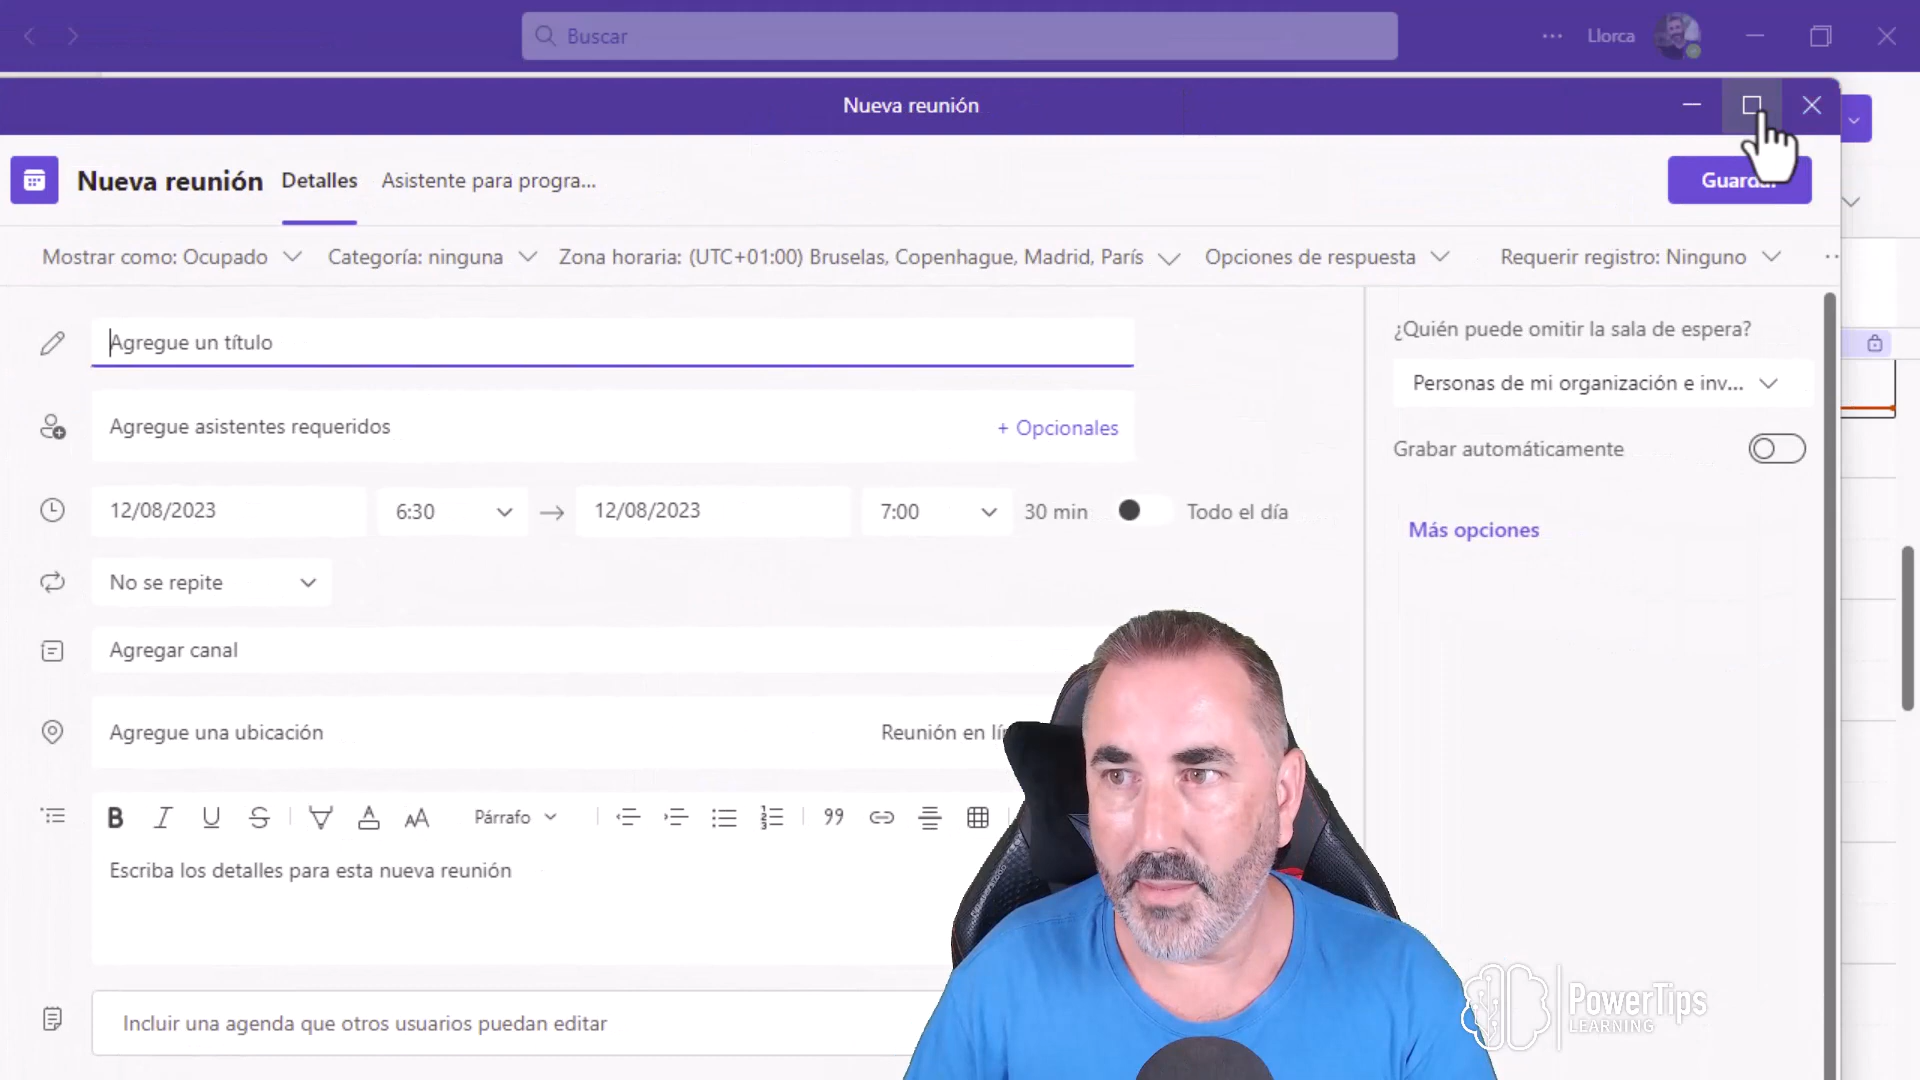 Buscar
Llorca
Nueva reunión
Nueva reunión
Detalles
Asistente para progra...
Mostrar como: Ocupado
Categoría: ninguna
Zona horaria: (UTC+01:00) Bruselas, Copenhague, Madrid, París
Opciones de respuesta
Requerir registro: Ninguno
Agregue un título
Agregue asistentes requeridos
+ Opcionales
12/08/2023
6:30
12/08/2023
7:00
30 min
Todo el día
No se repite
Agregar canal
Agregue una ubicación
Reunión en
Párrafo
Escriba los detalles para esta nueva reunión
Incluir una agenda que otros usuarios puedan editar
¿Quién puede omitir la sala de espera?
Personas de mi organización e inv...
Grabar automáticamente
Más opciones
PowerTips
LEARNING